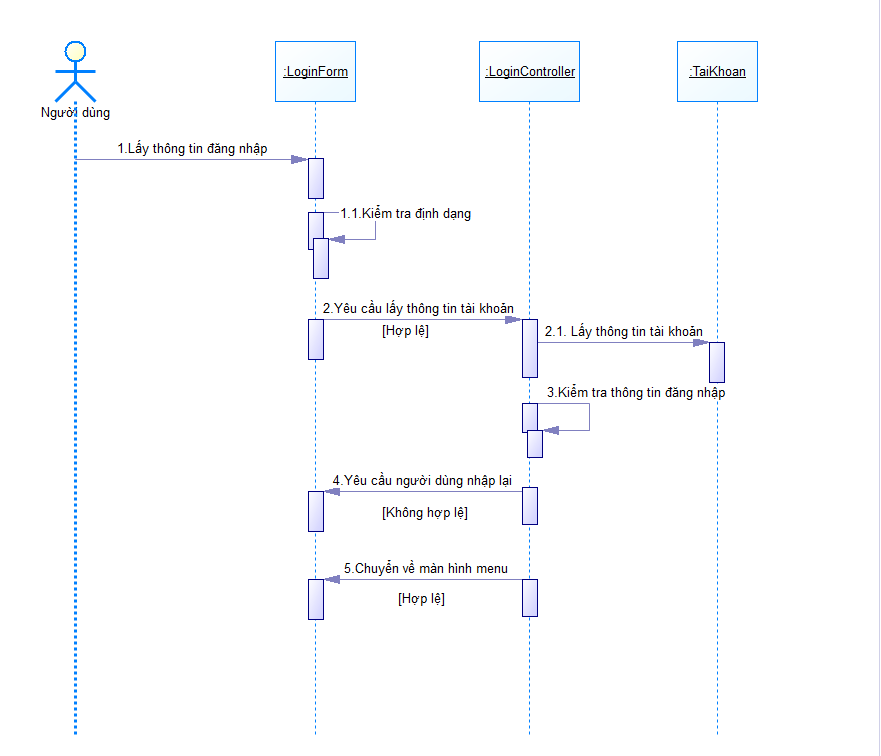 :LoginForm
:LoginController
:TaiKhoan
Người dùng
1.Lấy thông tin đăng nhập
1.1.Kiểm tra định dạng
2.Yêu cầu lấy thông tin tài khoản
[Hợp lệ]
2.1. Lấy thông tin tài khoản
3.Kiểm tra thông tin đăng nhập
4.Yêu cầu người dùng nhập lại
[Không hợp lệ]
5.Chuyển về màn hình menu
[Hợp lệ]